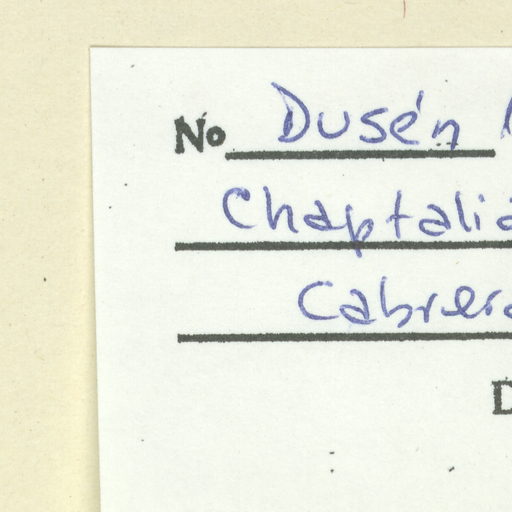 No Dusén
Chaptalia
Cabrera
D